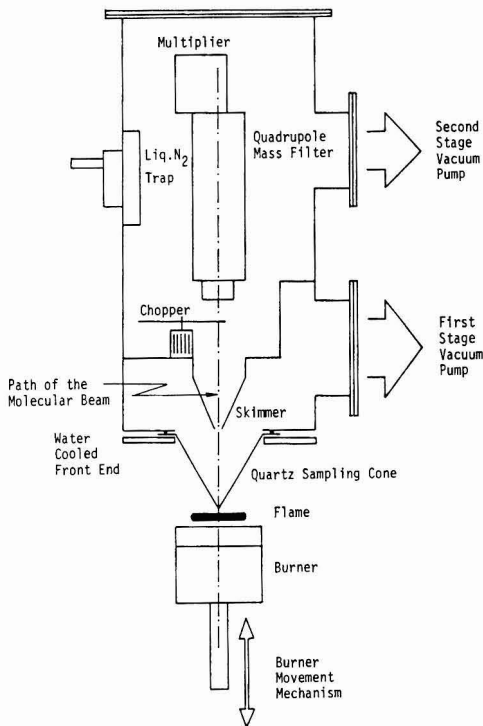 Multiplier
Quadrupole
Mass Filter
Second
Stage
Vacuum
Pump
Liq.N2
Trap
Chopper
First
Stage
Vacuum
Pump
Path of the
Molecular Beam
Skimmer
Water
Cooled
Front End
Quartz Sampling Cone
Flame
Burner
Burner
Movement
Mechanism